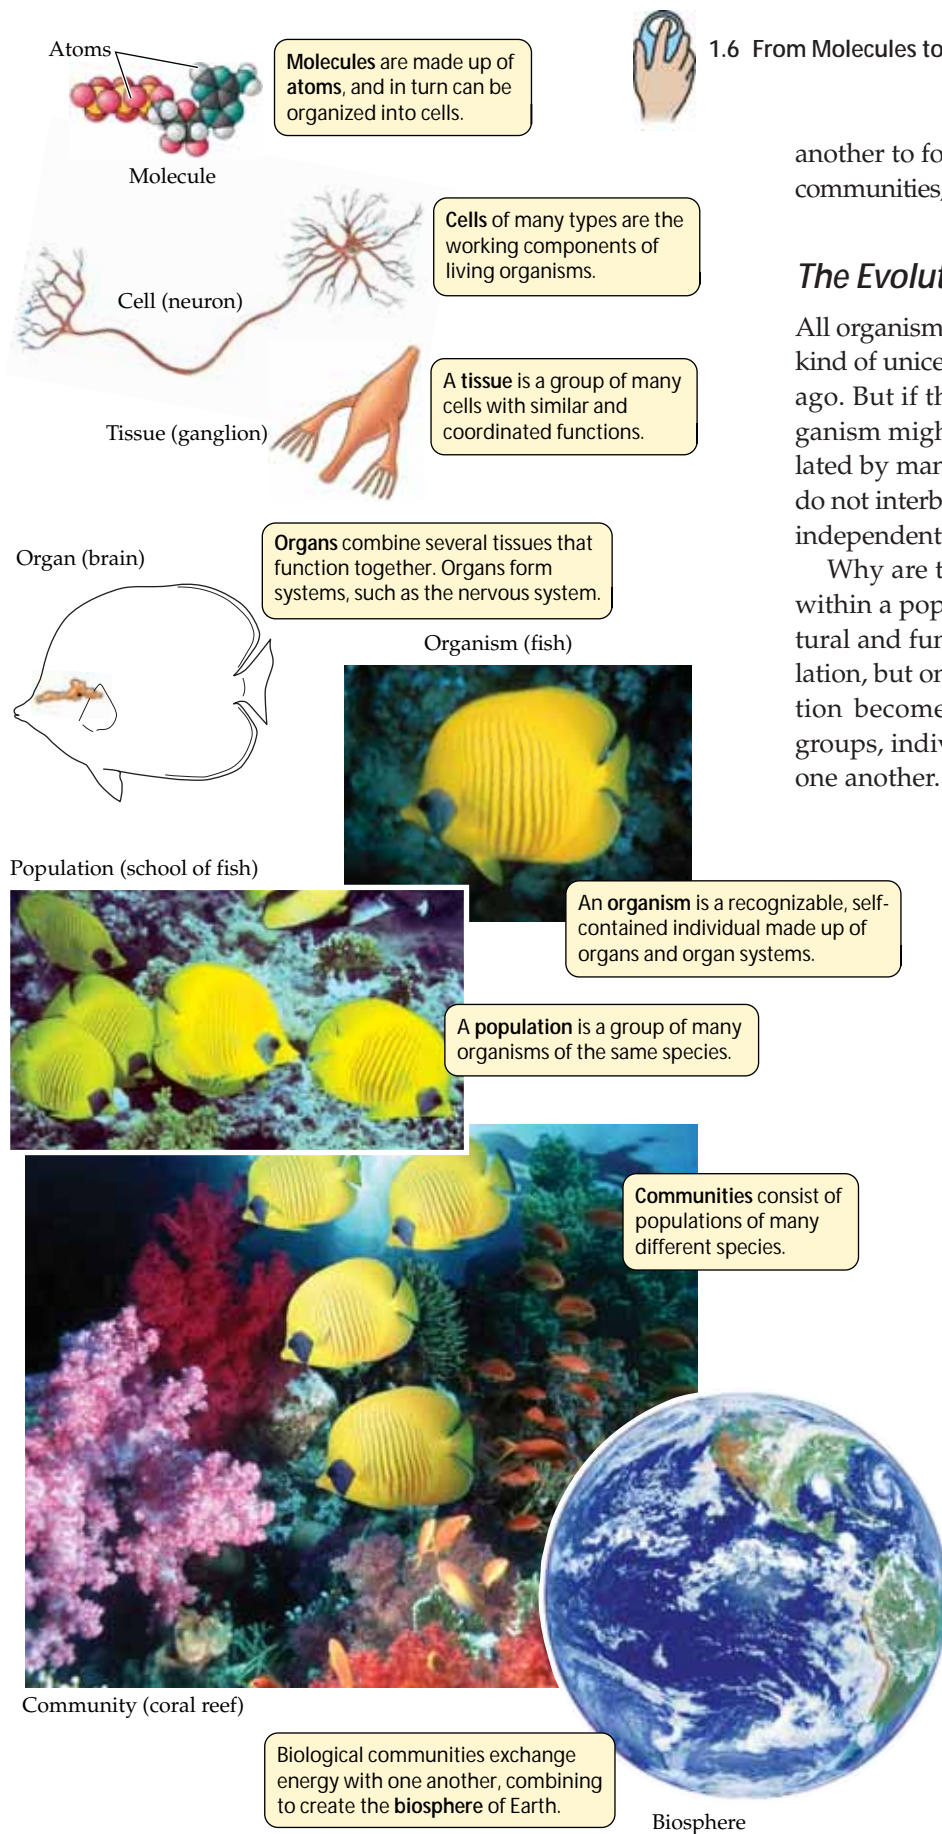 Atoms
Molecules are made up of
atoms, and in turn can be
organized into cells.
Molecule
1.6 From Molecules to
another to fo
communities,
Cells of many types are the
working components of
living organisms.
Cell (neuron)
A tissue is a group of many
cells with similar and
coordinated functions.
Tissue (ganglion)
The Evolut
All organism
kind of unice
ago. But if th
ganism migh
lated by mar
do not interb
independent
Why are t
within a pop
tural and fur
lation, but or
tion become
groups, indiv
one another.
Organ (brain)
Organs combine several tissues that
function together. Organs form
systems, such as the nervous system.
Organism (fish)
An organism is a recognizable, self-
contained individual made up of
organs and organ systems.
Population (school of fish)
A population is a group of many
organisms of the same species.
Communities consist of
populations of many
different species.
Community (coral reef)
Biological communities exchange
energy with one another, combining
to create the biosphere of Earth.
Biosphere